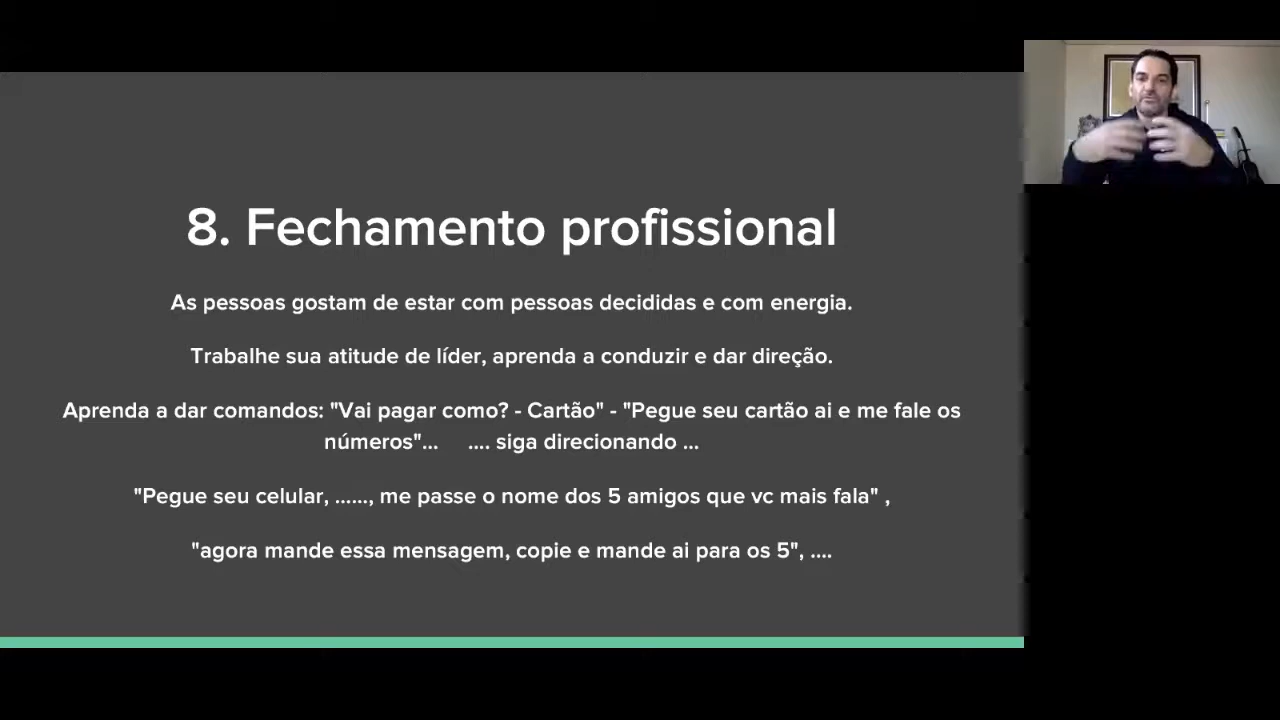 8. Fechamento profissional
As pessoas gostam de estar com pessoas decididas e com energia.
Trabalhe sua atitude de líder, aprenda a conduzir e dar direção.
Aprenda a dar comandos: "Vai pagar como? - Cartão" - "Pegue seu cartão ai e me fale os
números"... .... siga direcionando ...
"Pegue seu celular, ......, me passe o nome dos 5 amigos que vc mais fala" ,
"agora mande essa mensagem, copie e mande ai para os 5", ....